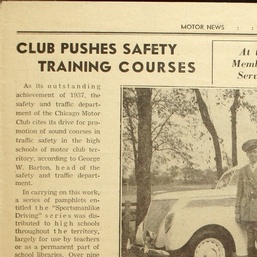 MOTOR NEWS
CLUB PUSHES SAFETY
TRAINING COURSES
As its outstanding
achievement of 1937, the
safety and traffic depart-
ment of the Chicago Motor
Club cites its drive for pro-
motion of sound courses in
traffic safety in the high
schools of motor club ter-
ritory, according to George
W. Barton, head of the
safety and traffic depart-
ment.
In carrying on this work,
a series of pamphlets en-
titled the "Sportsmanlike
Driving" series was dis-
tributed to high schools
throughout the territory,
largely for use by teachers
or as a permanent part of
school libraries. Over nine
At
Memb
Serv